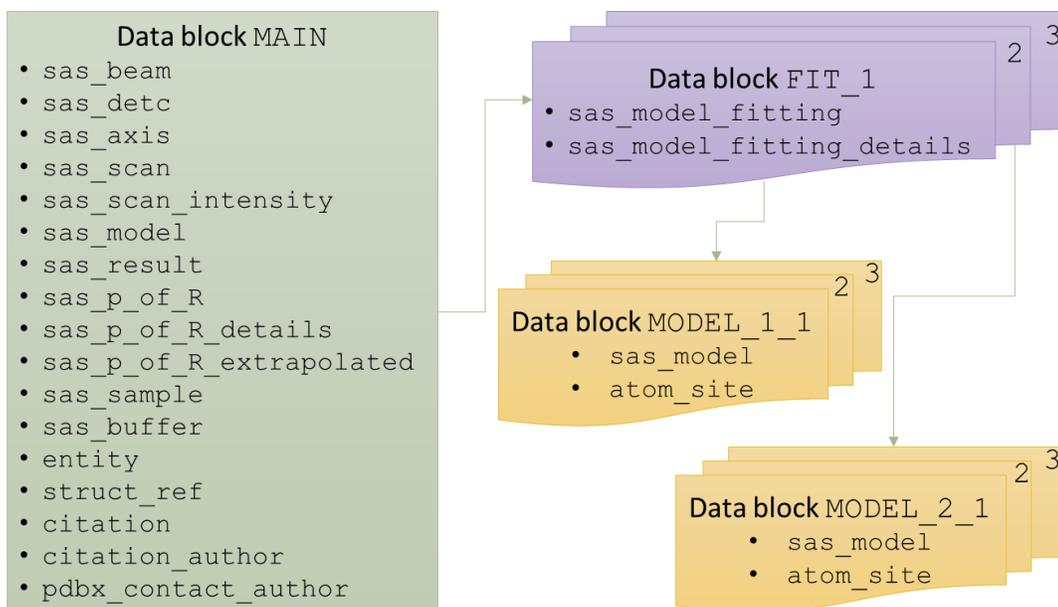 Data block MAIN
• sas_beam
• sas_detc
• sas_axis
• sas_scan
• sas_scan_intensity
• sas_model
• sas_result
• sas_p_of_R
• sas_p_of_R_details
• sas_p_of_R_extrapolated
• sas_sample
• sas_buffer
• entity
• struct_ref
• citation
• citation_author
• pdbx_contact_author
3
2
Data block FIT_1
• sas_model_fitting
• sas_model_fitting_details
3
2
Data block MODEL_1_1
• sas_model
• atom_site
3
2
Data block MODEL_2_1
• sas_model
• atom_site